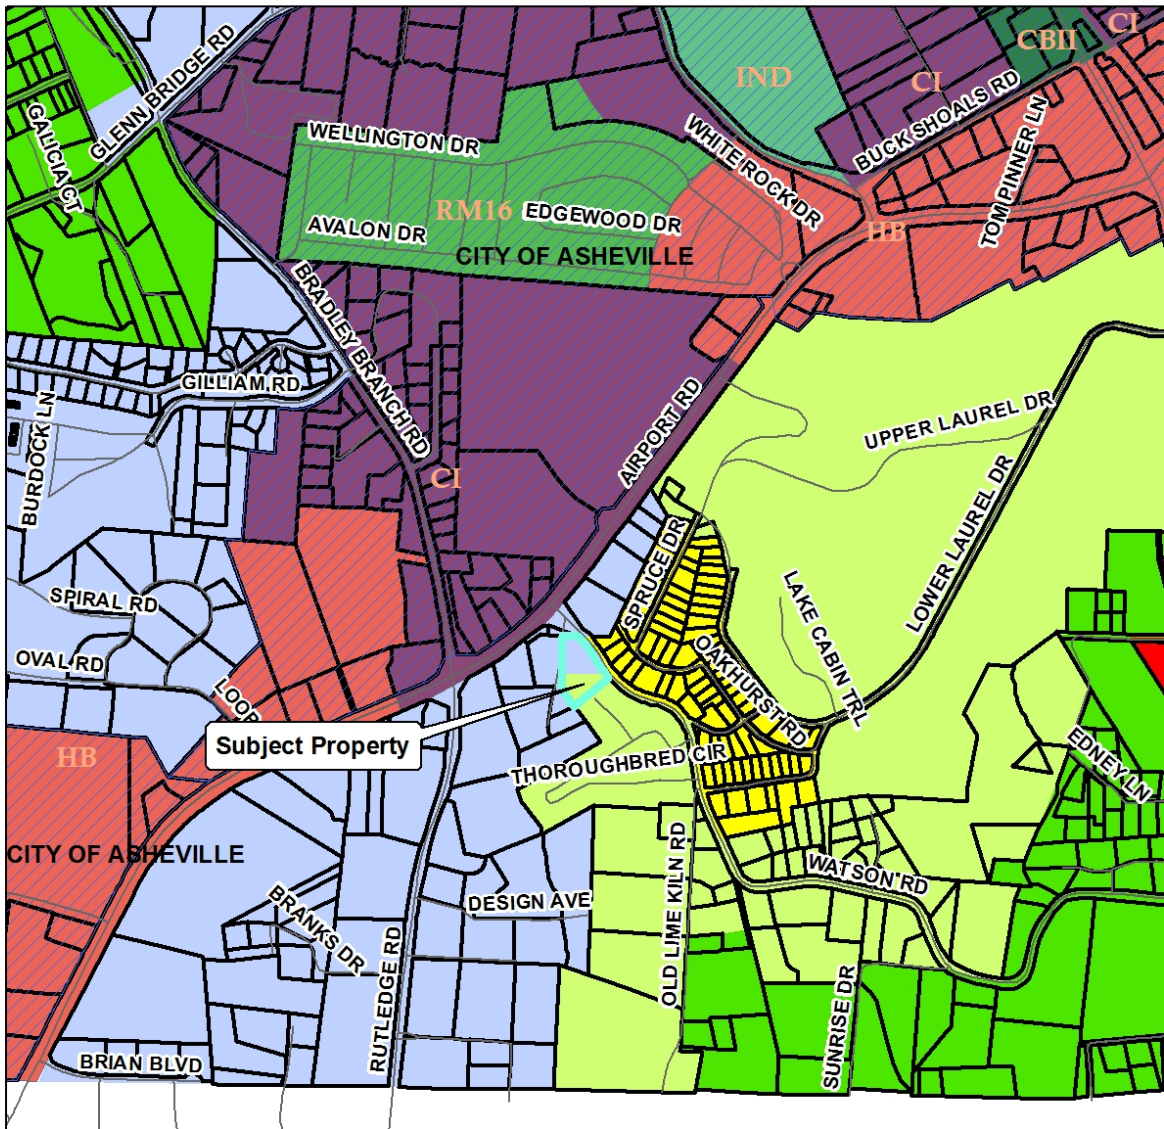 CI
CBII
GLENN BRIDGE RD
IND
CI
BUCK SHOALS RD
GALICIA CT
WELLINGTON DR
WHITE ROCK DR
TOM PINNER LN
RM16
EDGEWOOD DR
AVALON DR
HB
CITY OF ASHEVILLE
BRADLEY BRANCH RD
GILLIAM RD
AIRPORT RD
UPPER LAUREL DR
BURDOCK LN
CI
LOWER LAUREL DR
SPRUCE DR
SPIRAL RD
LAKE CABIN TRL
OVAL RD
OAKHURST RD
LOOP
Subject Property
HB
THOROUGHBRED CIR
EDNEY LN
CITY OF ASHEVILLE
OLD LIME KILN RD
WATSON RD
DESIGN AVE
BRANKS DR
RUTLEDGE RD
SUNRISE DR
BRIAN BLVD